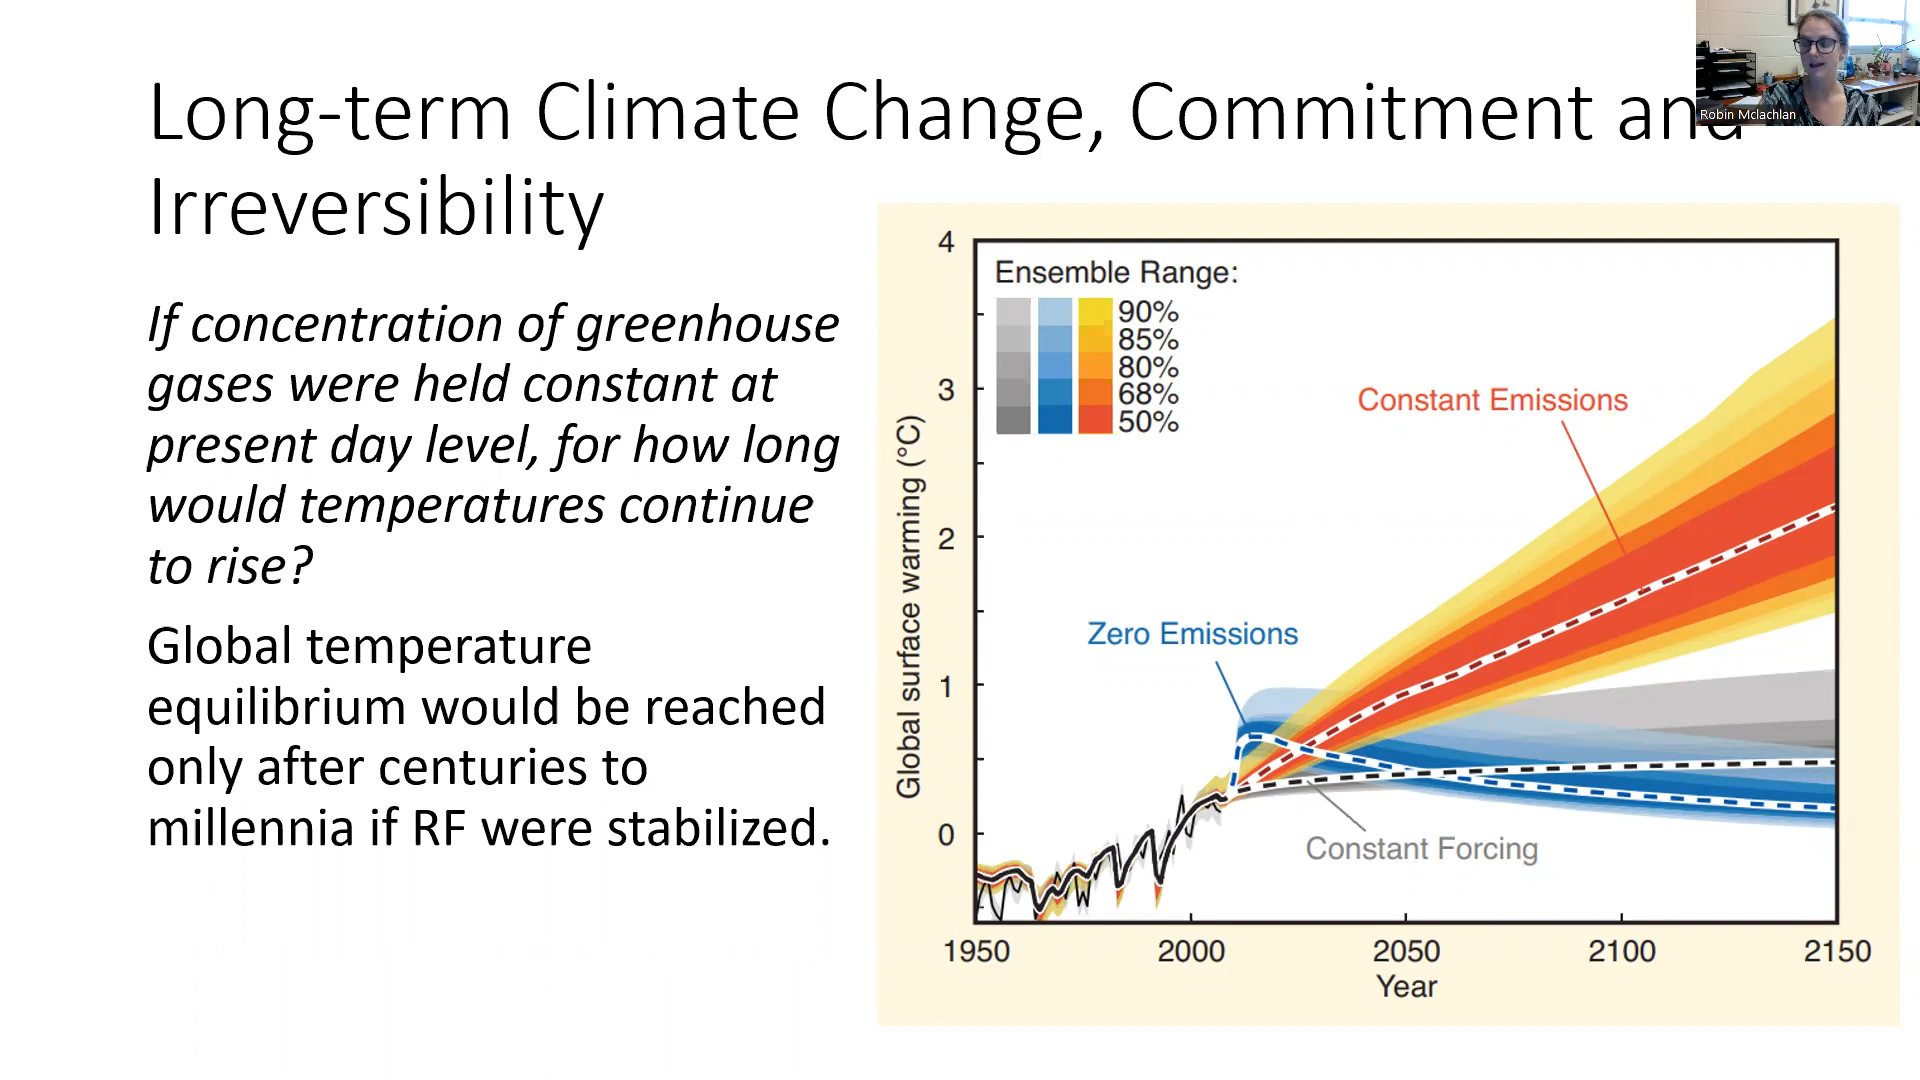 Long-term Climate Change, Commitment and
Irreversibility
Robin Mclachlan
If concentration of greenhouse
gases were held constant at
present day level, for how long
would temperatures continue
to rise?
Global temperature
equilibrium would be reached
only after centuries to
millennia if RF were stabilized.
Ensemble Range:
90%
85%
80%
68%
50%
Constant Emissions
Zero Emissions
Constant Forcing
Global surface warming (°C)
4
3
2
1
0
1950 2000 2050 2100 2150
Year